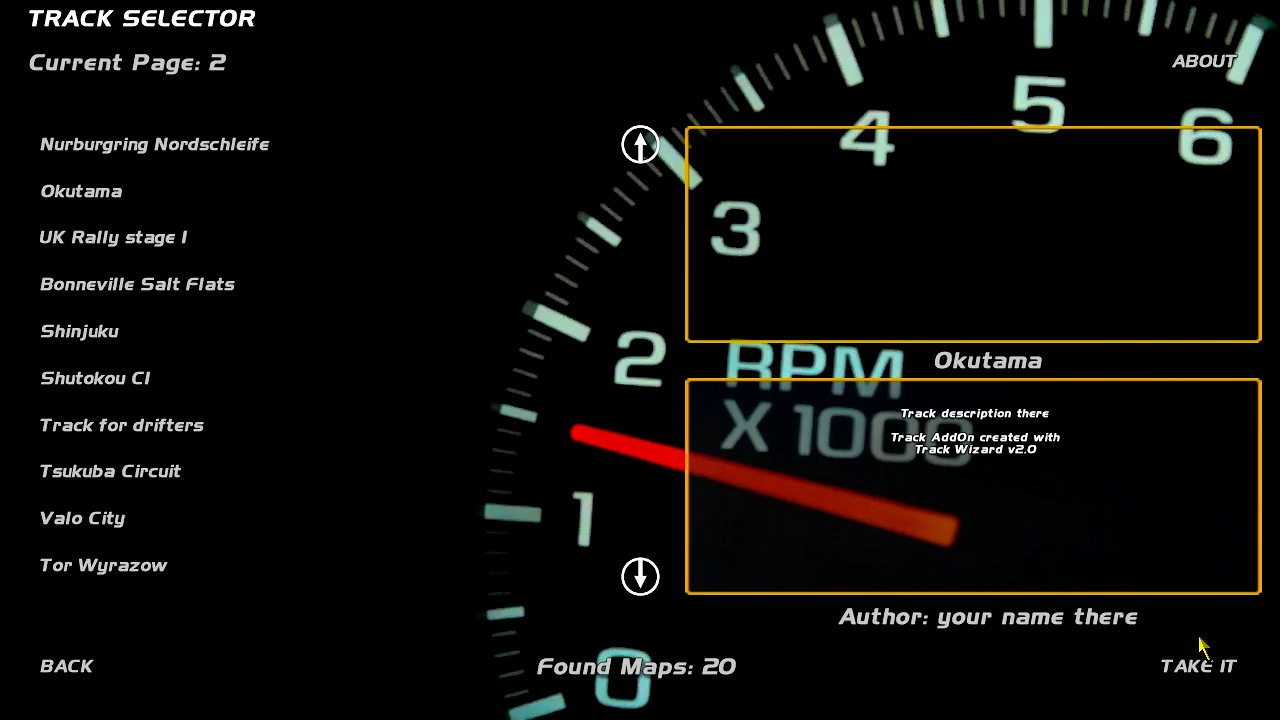 TRACK SELECTOR
Current Page: 2
ABOUT
Nurburgring Nordschleife
Okutama
UK Rally stage I
Bonneville Salt Flats
Shinjuku
Shutokou C1
Track for drifters
Tsukuba Circuit
Valo City
Tor Wyrazow
BACK
Found Maps: 20
Okutama
Track description there
Track AddOn created with
Track Wizard v2.0
Author: your name there
TAKE IT
0
1
2
3
4
5
6
RPM
X 1000